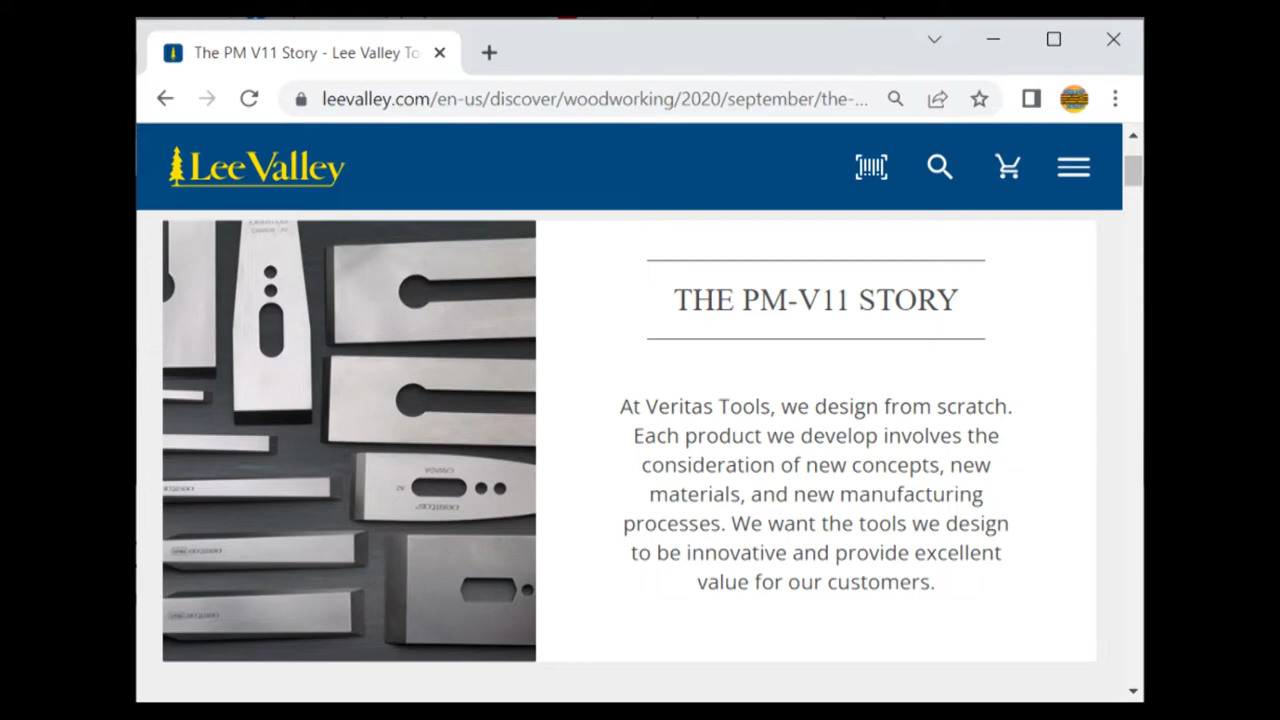 The PM V11 Story - Lee Valley To
leevalley.com/en-us/discover/woodworking/2020/september/the-...
Lee Valley
THE PM-V11 STORY
At Veritas Tools, we design from scratch.
Each product we develop involves the
consideration of new concepts, new
materials, and new manufacturing
processes. We want the tools we design
to be innovative and provide excellent
value for our customers.
CANADA
A2